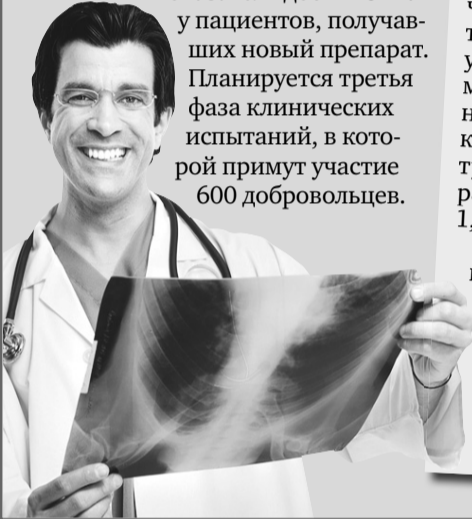 у пациентов, получав-
ших новый препарат.
Планируется третья
фаза клинических
испытаний, в кото-
рой примут участие
600 добровольцев.